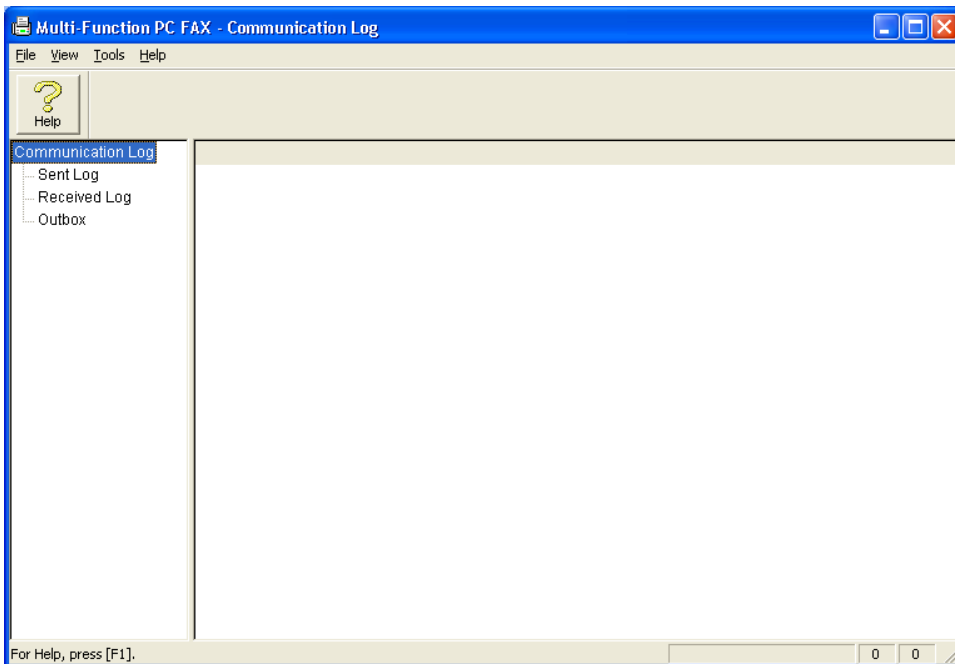 Multi-Function PC FAX - Communication Log
File View Tools Help
Help
Communication Log
Sent Log
Received Log
Outbox
For Help, press [F1].
0 0